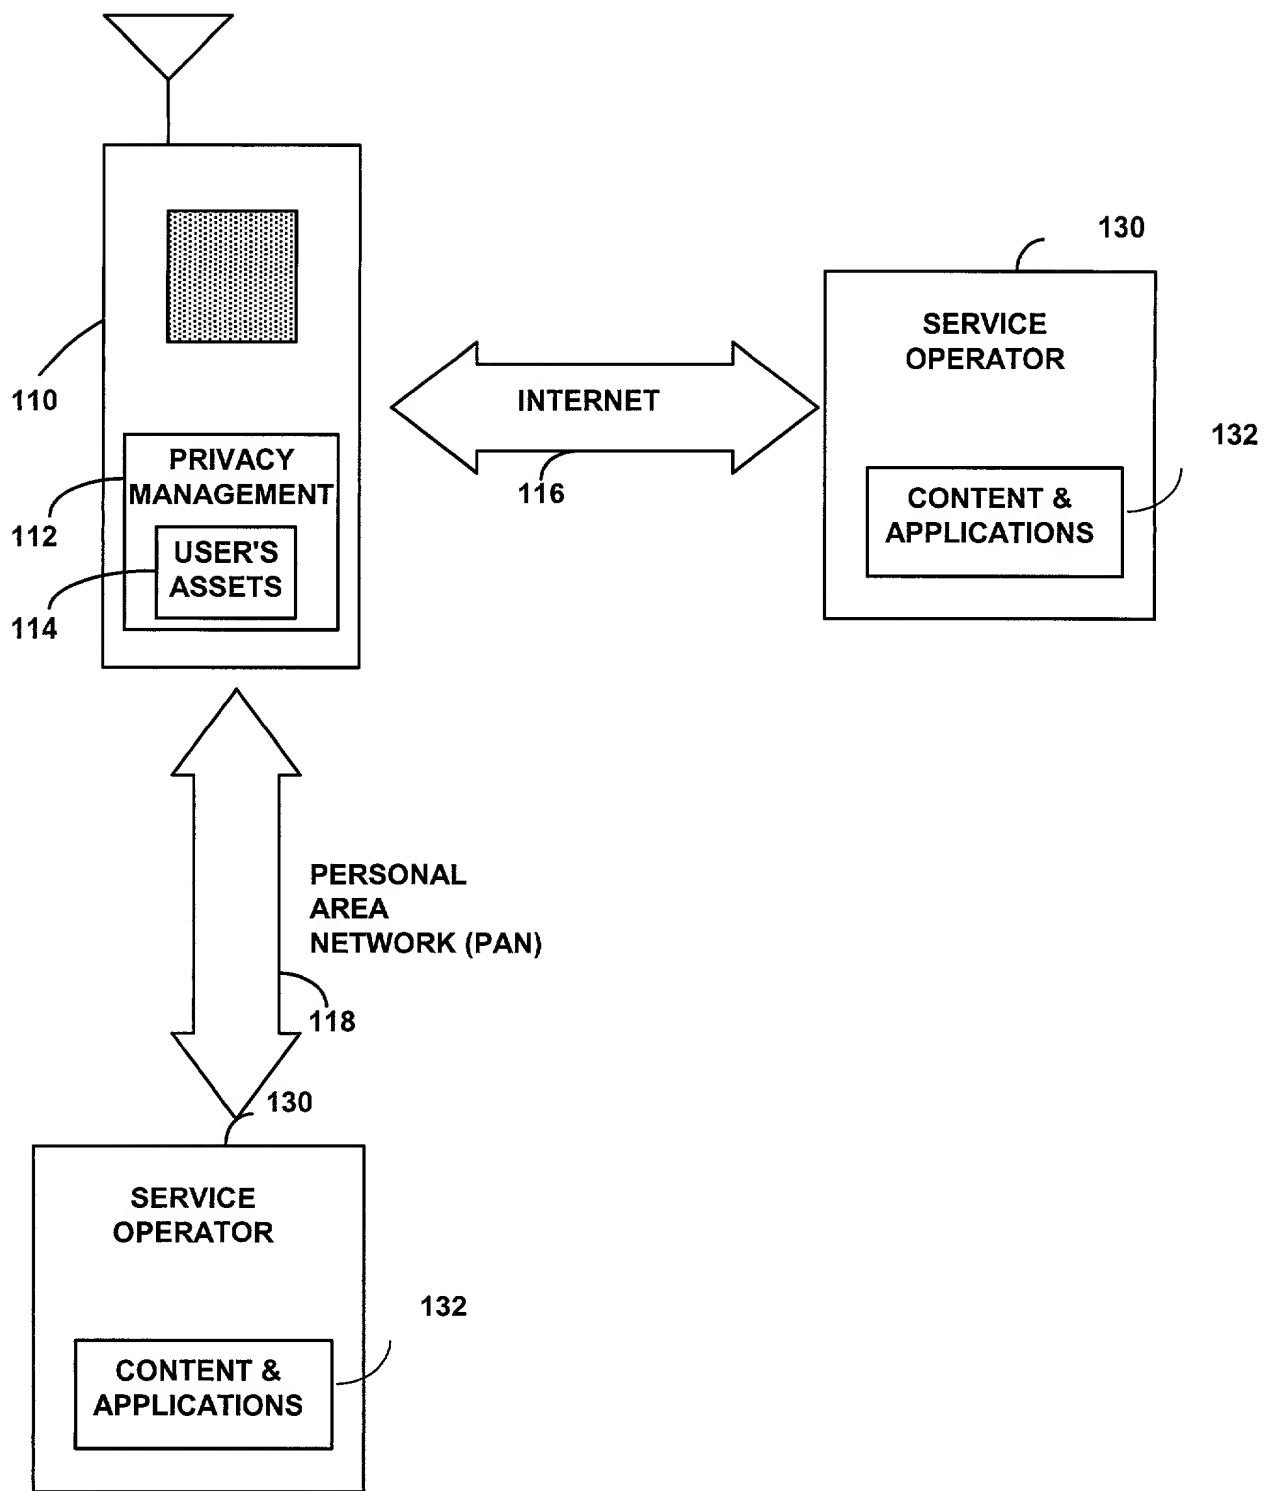 130
SERVICE
OPERATOR
110
INTERNET
132
PRIVACY
MANAGEMENT
116
CONTENT &
APPLICATIONS
112
USER'S
ASSETS
114
PERSONAL
AREA
NETWORK (PAN)
118
130
SERVICE
OPERATOR
132
CONTENT &
APPLICATIONS